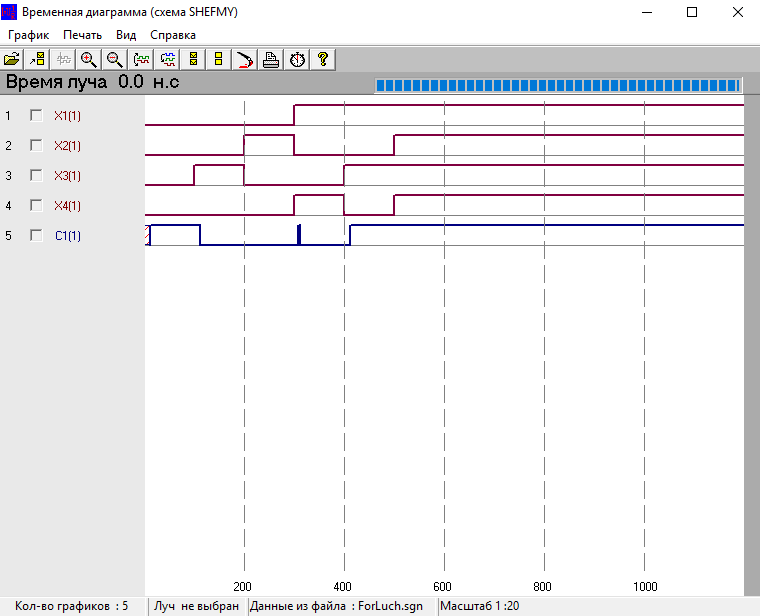 Временная диаграмма (схема SHEFMY)
График Печать Вид Справка
Время луча 0.0 н.с
1 X1(1)
2 X2(1)
3 X3(1)
4 X4(1)
5 C1(1)
200 400 600 800 1000
Кол-во графиков : 5 Луч не выбран Данные из файла : ForLuch.sgn Масштаб 1 :20